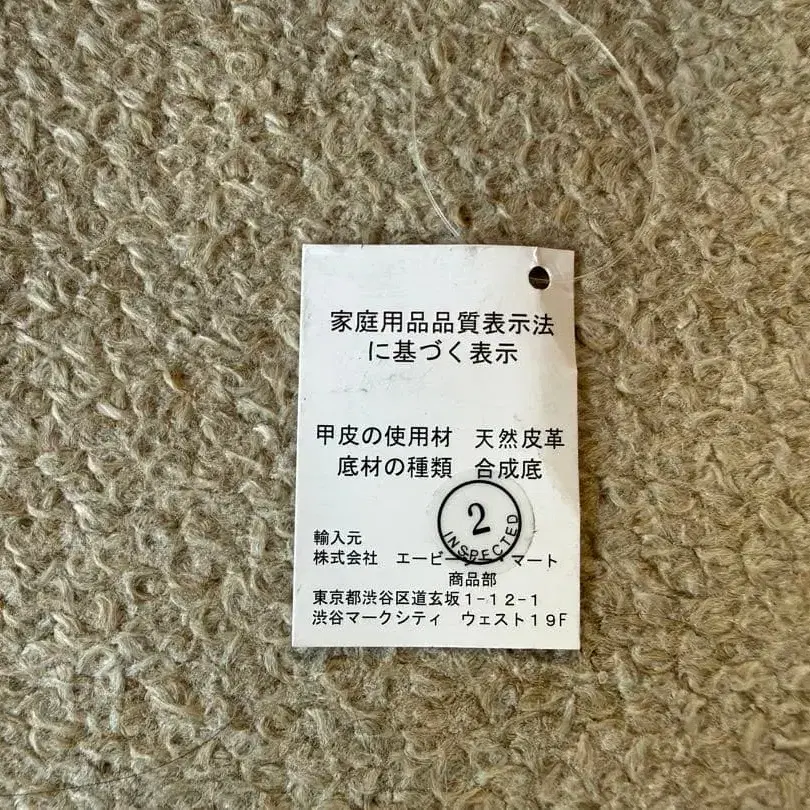 家庭用品品質表示法
に基づく表示
甲皮の使用材 天然皮革
底材の種類 合成底
2
INSPECTED
輸入元
株式会社 エービー マート
商品部
東京都渋谷区道玄坂1-12-1
渋谷マークシティ ウェスト19F